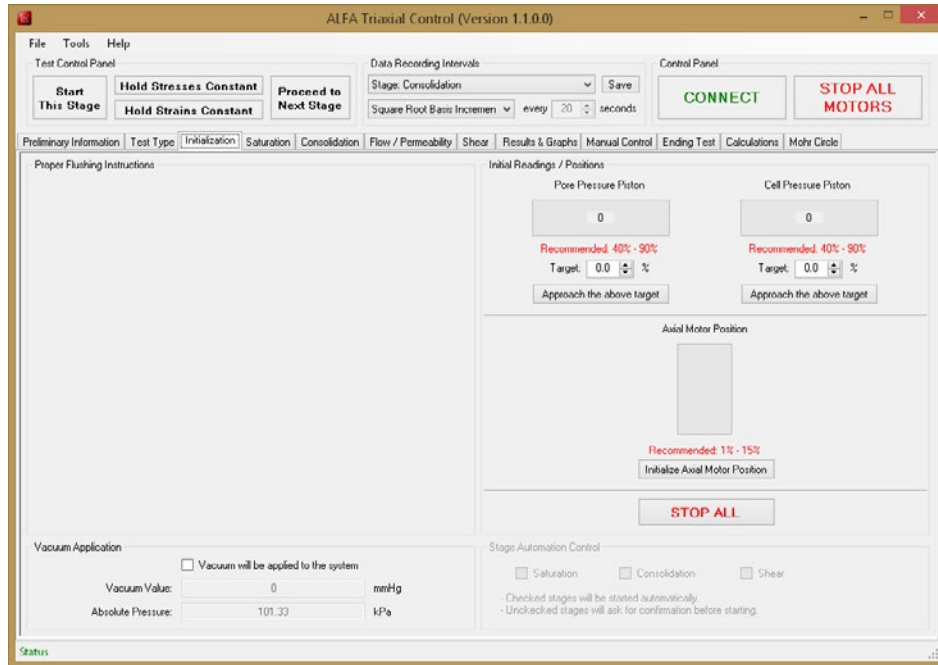 ALFA Triaxial Control (Version 1.1.0.0)
File Tools Help
Test Control Panel
Start This Stage
Hold Stresses Constant
Hold Strains Constant
Proceed to Next Stage
Data Recording Intervals
Stage: Consolidation
Save
Square Root Basis Incremen
every 20 seconds
Control Panel
CONNECT
STOP ALL MOTORS
Preliminary Information Test Type Initialization Saturation Consolidation Flow / Permeability Shear Results & Graphs Manual Control Ending Test Calculations Mohr Circle
Proper Flushing Instructions
Initial Readings / Positions
Pore Pressure Piston
0
Recommended: 40% - 90%
Target: 0.0 %
Approach the above target
Cell Pressure Piston
0
Recommended: 40% - 90%
Target: 0.0 %
Approach the above target
Axial Motor Position
Recommended: 1% - 15%
Initialize Axial Motor Position
STOP ALL
Vacuum Application
Vacuum will be applied to the system
Vacuum Value: 0 mmHg
Absolute Pressure: 101.33 kPa
Stage Automation Control
Saturation Consolidation Shear
- Checked stages will be started automatically.
- Unckecked stages will ask for confirmation before starting.
Status